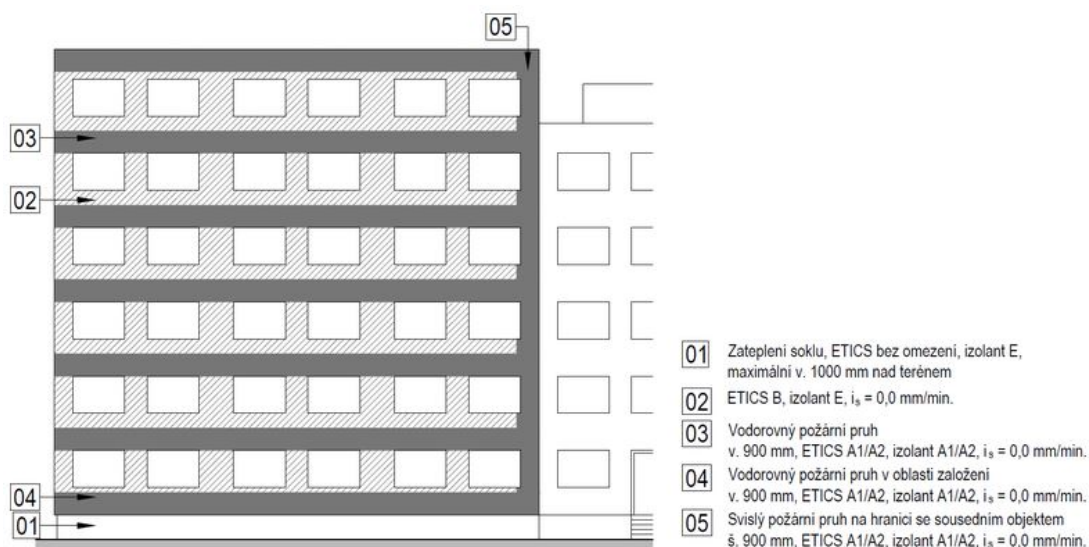 05
03
02
04
01
01 Zateplení soklu, ETICS bez omezení, izolant E,
maximální v. 1000 mm nad terénem
02 ETICS B, izolant E, iₛ = 0,0 mm/min.
03 Vodorovný požární pruh
v. 900 mm, ETICS A1/A2, izolant A1/A2, iₛ = 0,0 mm/min.
04 Vodorovný požární pruh v oblasti založení
v. 900 mm, ETICS A1/A2, izolant A1/A2, iₛ = 0,0 mm/min.
05 Svislý požární pruh na hranici se sousedním objektem
š. 900 mm, ETICS A1/A2, izolant A1/A2, iₛ = 0,0 mm/min.